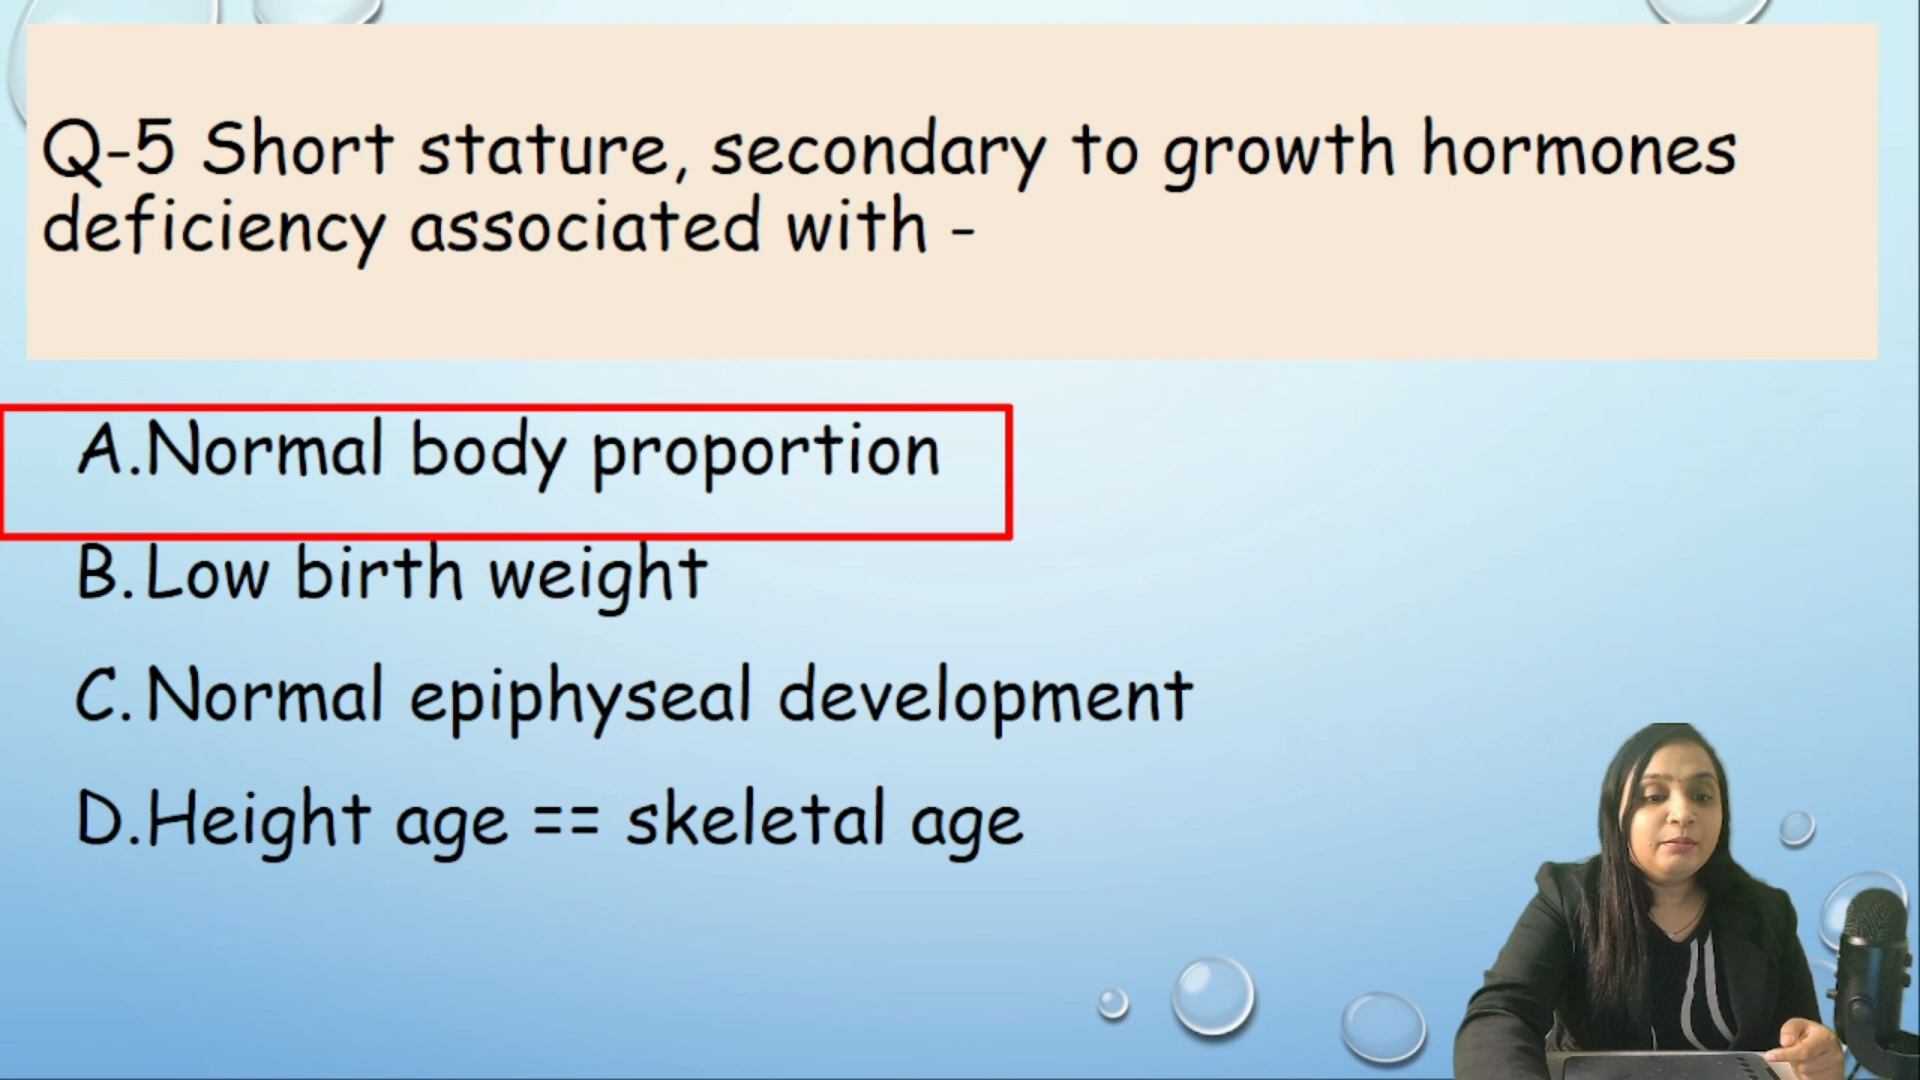 Q-5 Short stature, secondary to growth hormones
deficiency associated with -
A.Normal body proportion
B.Low birth weight
C.Normal epiphyseal development
D.Height age == skeletal age